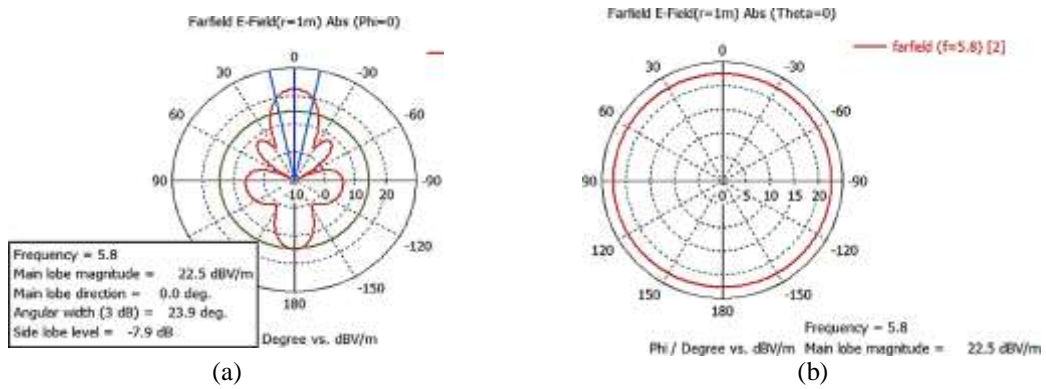 Farfield E-Field(r=1m) Abs (Phi=0)
0
30
-30
60
-60
90
-10
0
10
20
-90
-120
180
-150
Frequency = 5.8
Main lobe magnitude = 22.5 dBV/m
Main lobe direction = 0.0 deg.
Angular width (3 dB) = 23.9 deg.
Side lobe level = -7.9 dB
Degree vs. dBV/m
(a)
Farfield E-Field(r=1m) Abs (Theta=0)
farfield (f=5.8) [2]
0
30
-30
60
-60
90
0
5
10
15
20
-90
120
-120
150
-150
180
Frequency = 5.8
Phi / Degree vs. dBV/m Main lobe magnitude = 22.5 dBV/m
(b)